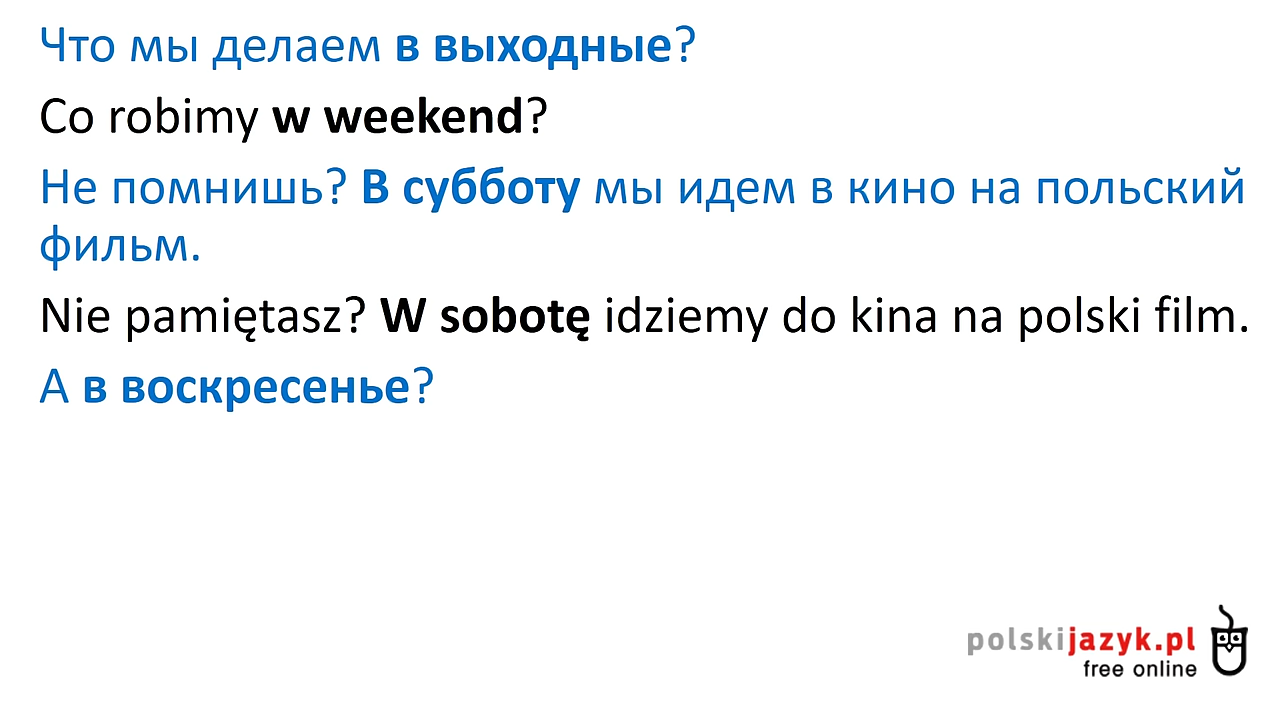 Что мы делаем в выходные?
Co robimy w weekend?
Не помнишь? В субботу мы идем в кино на польский
фильм.
Nie pamiętasz? W sobotę idziemy do kina na polski film.
А в воскресенье?
polskijazyk.pl
free online